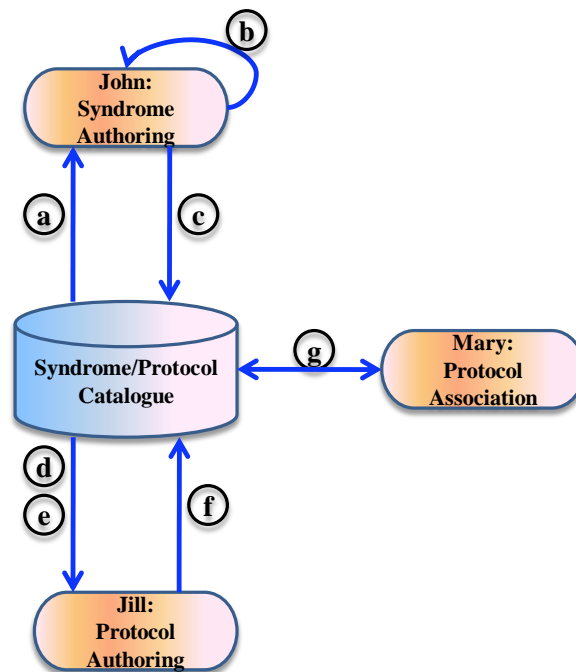 b
John:
Syndrome
Authoring
a
c
Syndrome/Protocol
Catalogue
g
Mary:
Protocol
Association
d
e
f
Jill:
Protocol
Authoring